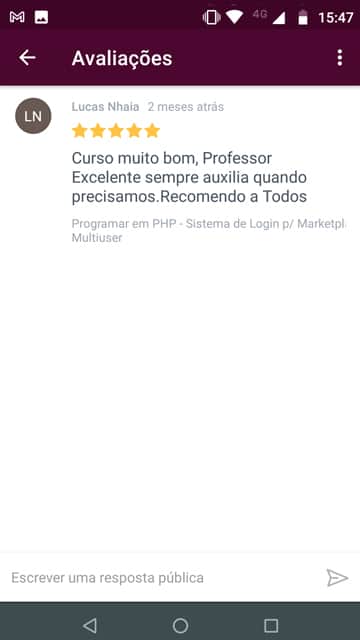 4G 15:47
Avaliações
LN
Lucas Nhaia 2 meses atrás
Curso muito bom, Professor
Excelente sempre auxilia quando
precisamos.Recomendo a Todos
Programar em PHP - Sistema de Login p/ Marketpl
Multiuser
Escrever uma resposta pública